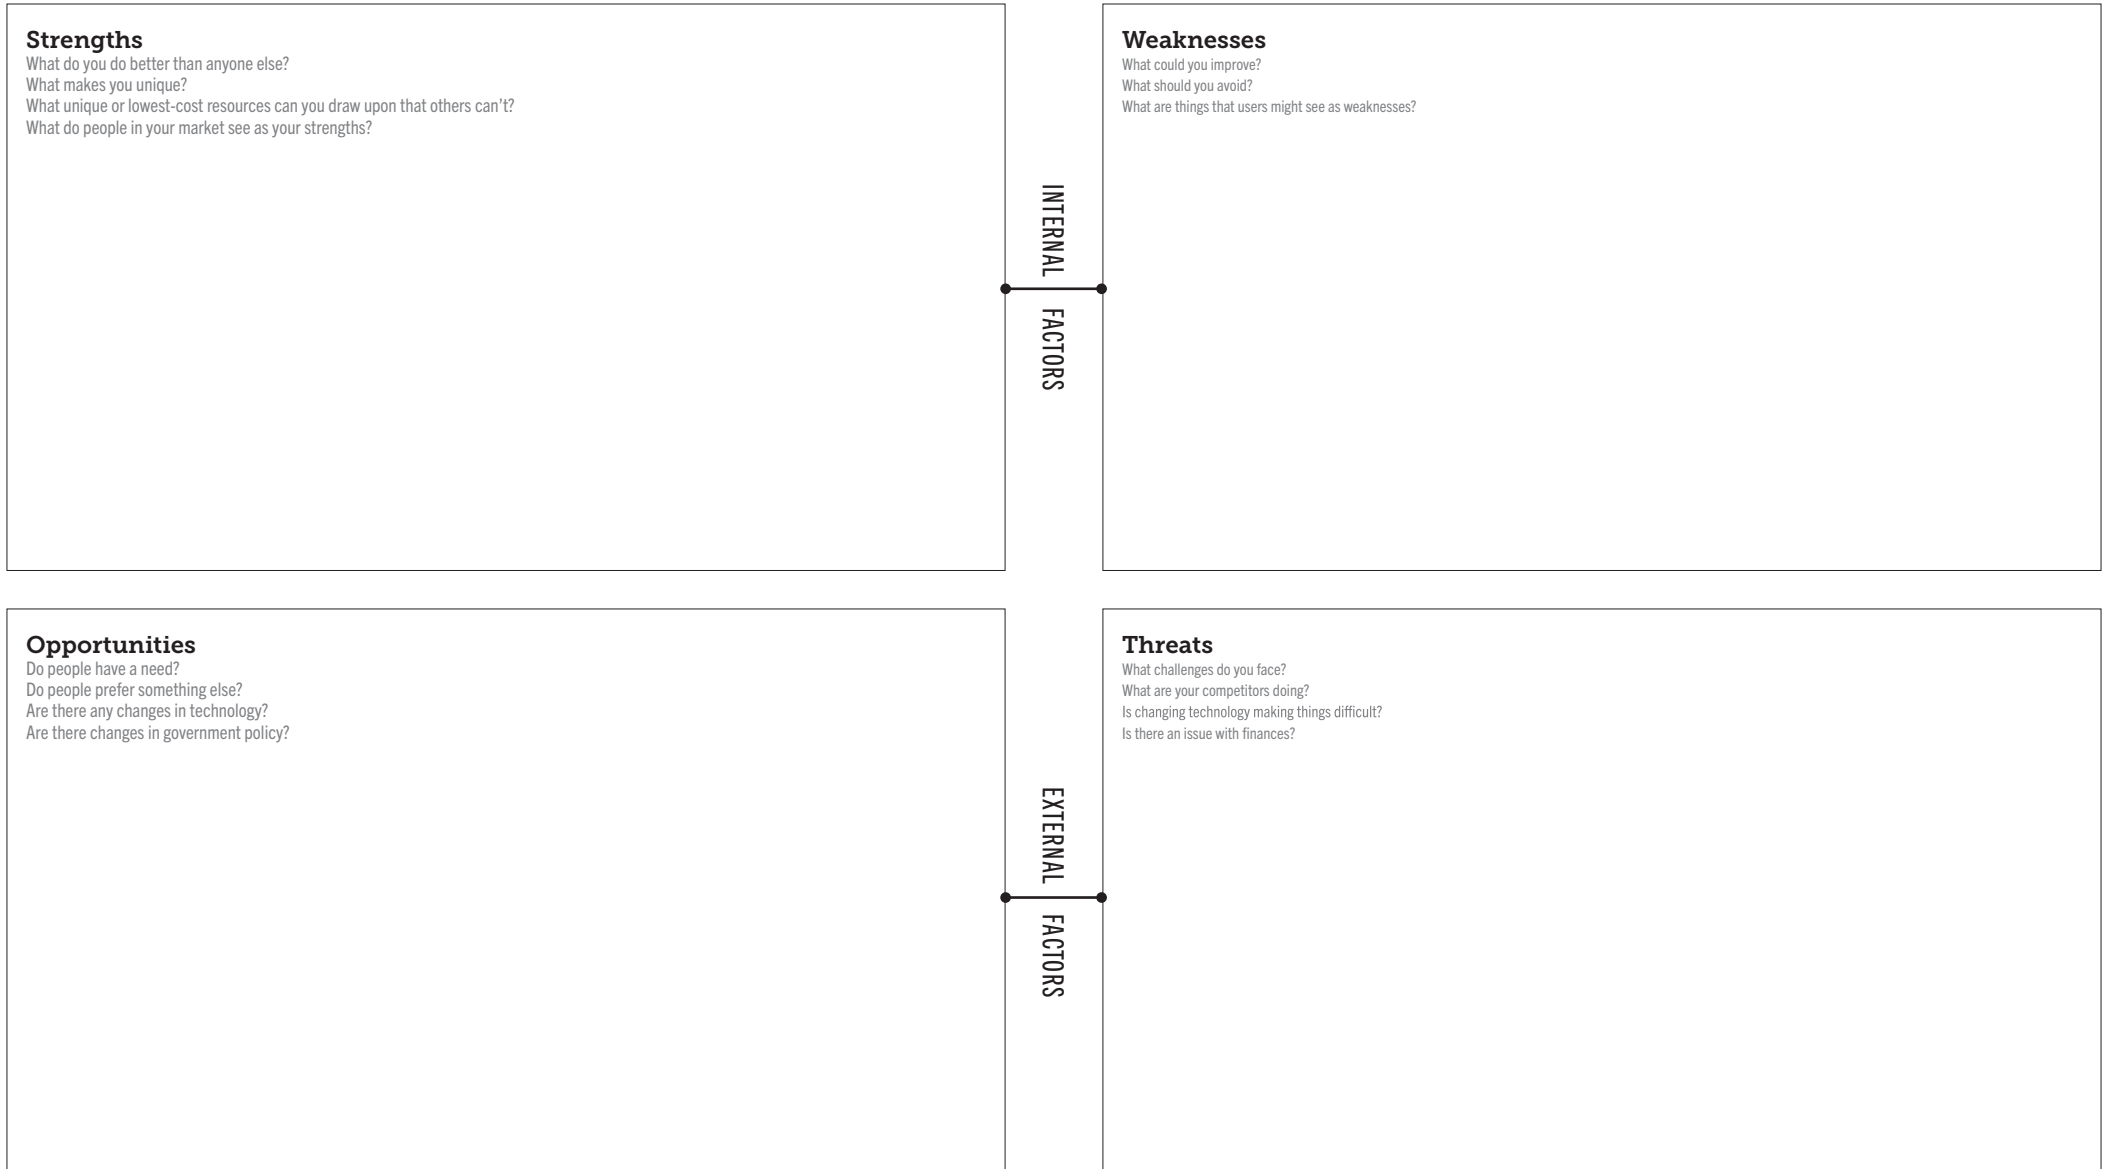 Strengths
What do you do better than anyone else?
What makes you unique?
What unique or lowest-cost resources can you draw upon that others can't?
What do people in your market see as your strengths?
INTERNAL FACTORS
Weaknesses
What could you improve?
What should you avoid?
What are things that users might see as weaknesses?
Opportunities
Do people have a need?
Do people prefer something else?
Are there any changes in technology?
Are there changes in government policy?
EXTERNAL FACTORS
Threats
What challenges do you face?
What are your competitors doing?
Is changing technology making things difficult?
Is there an issue with finances?